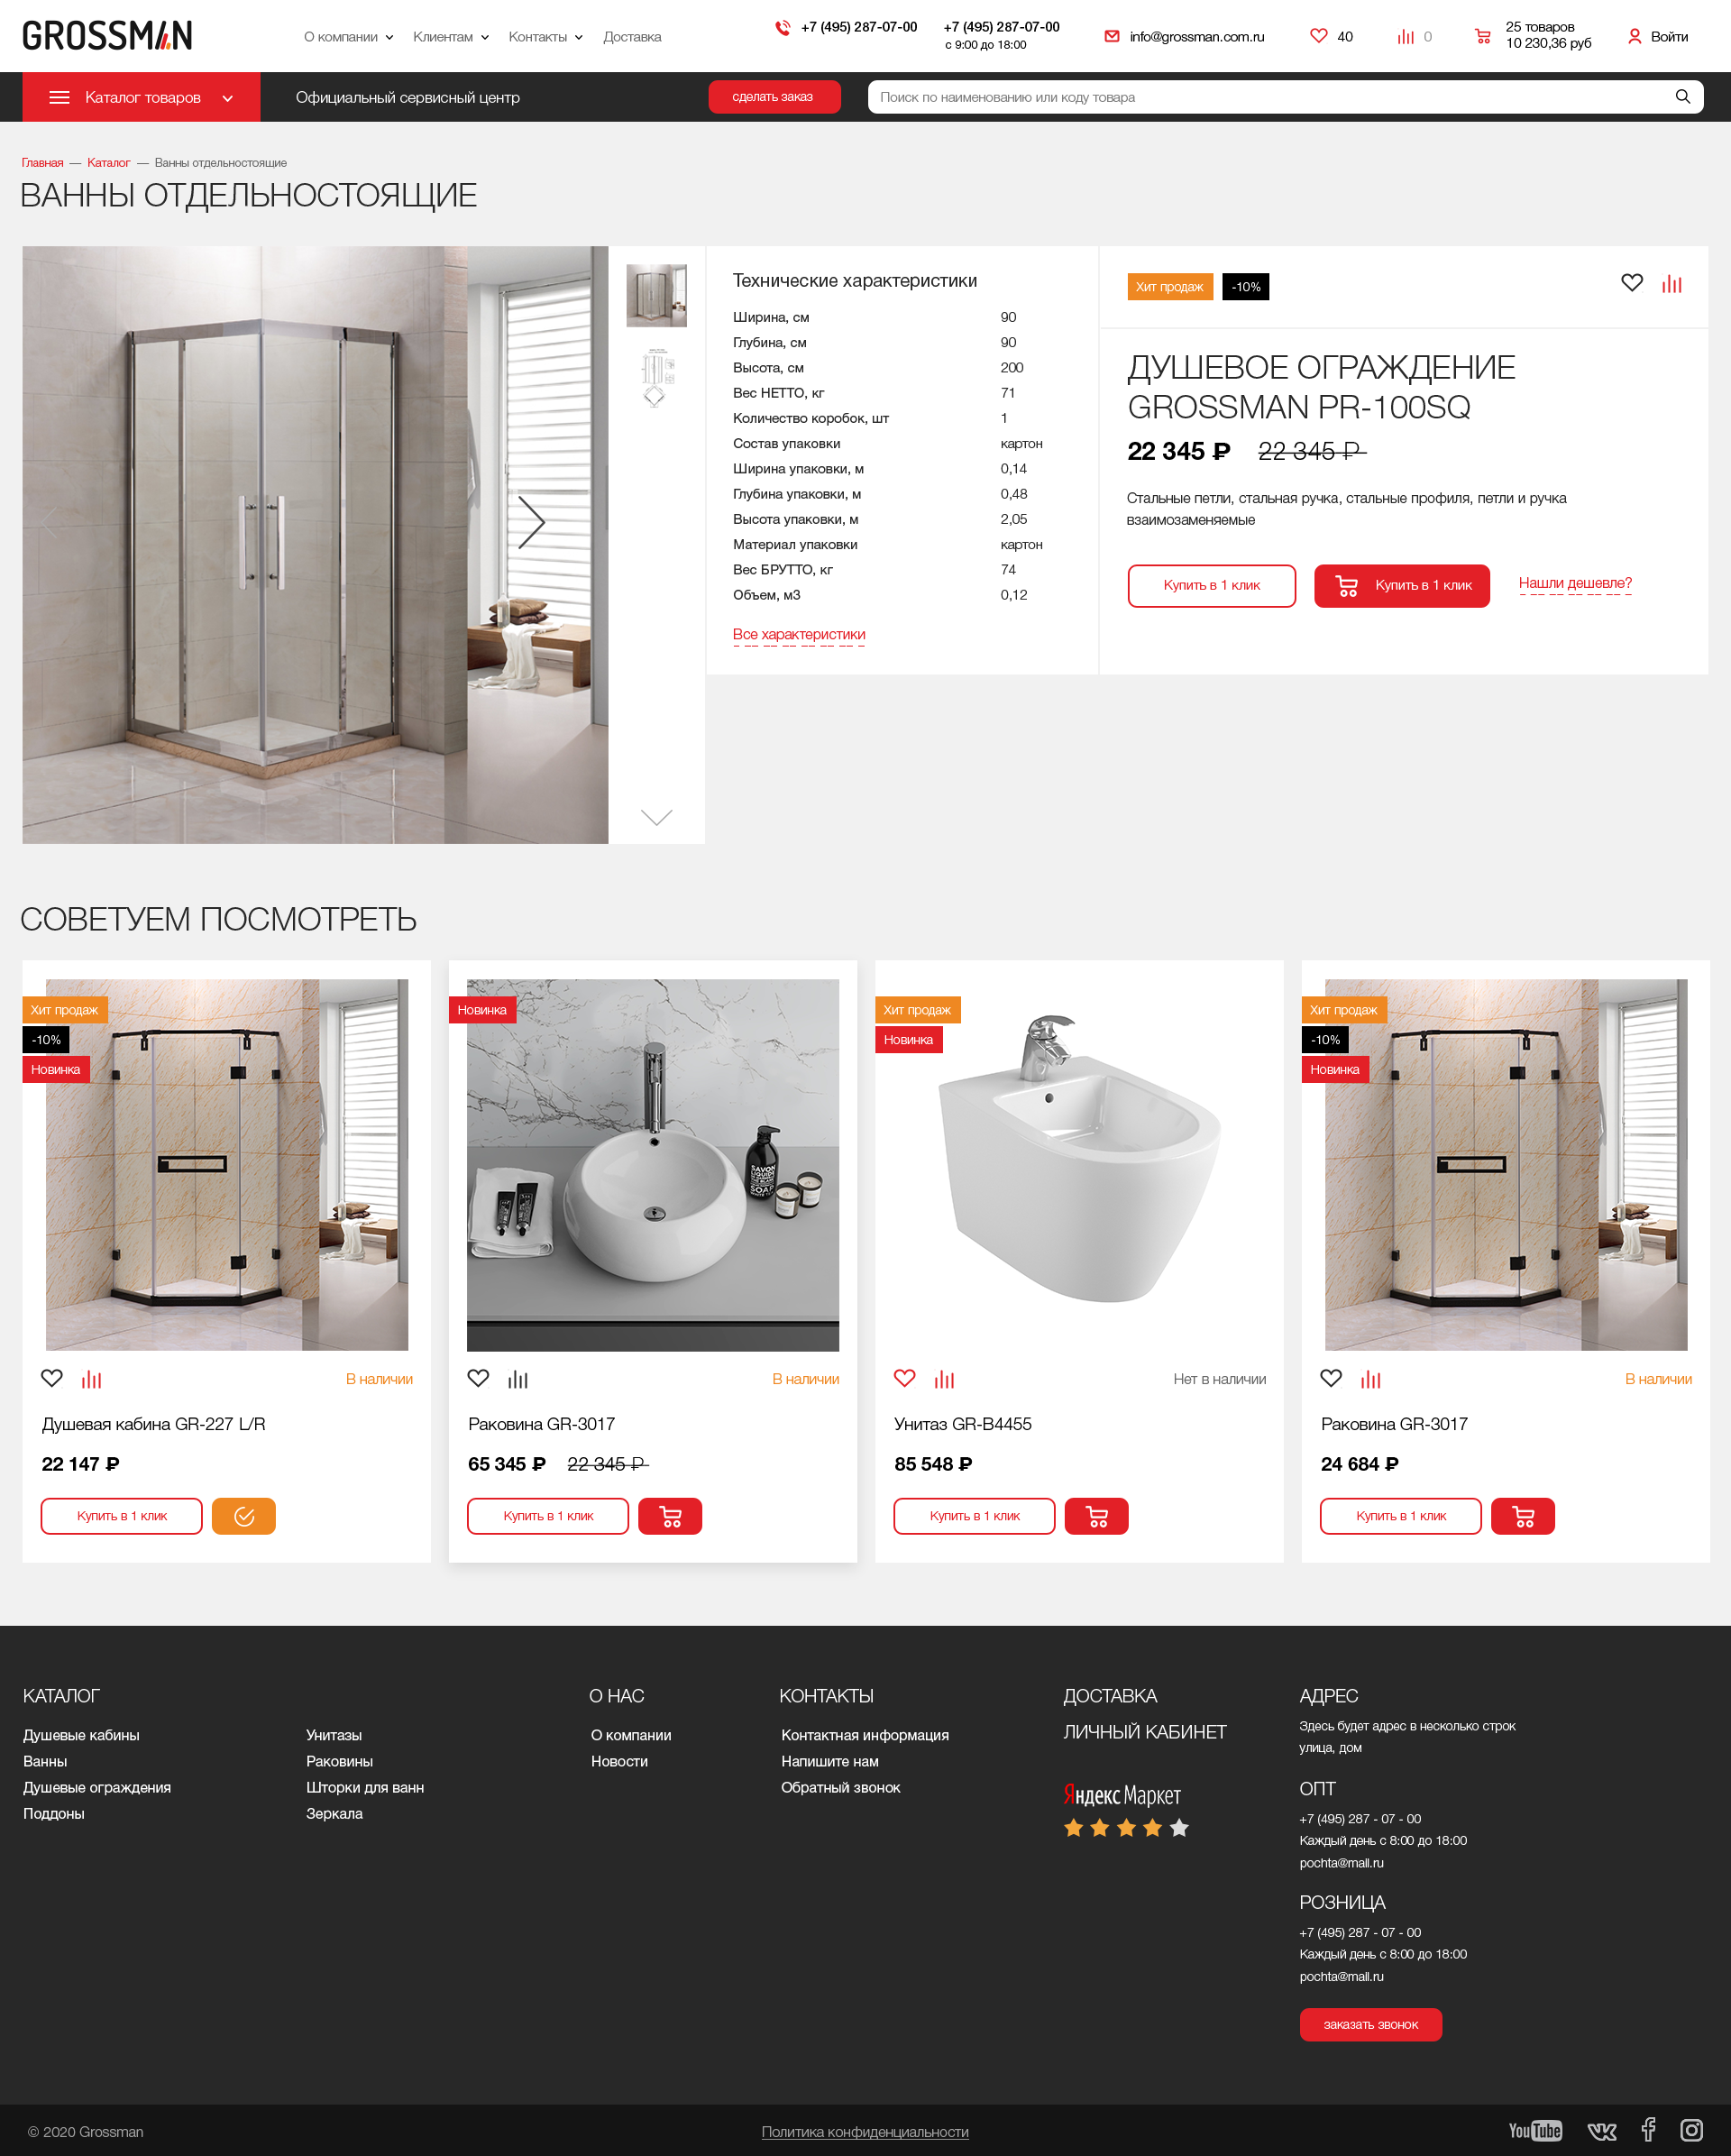 GROSSMAN
О компании
Клиентам
Контакты
Доставка
+7 (495) 287-07-00
+7 (495) 287-07-00
с 9:00 до 18:00
info@grossman.com.ru
40
0
25 товаров
10 230,36 руб
Войти
Каталог товаров
Официальный сервисный центр
сделать заказ
Поиск по наименованию или коду товара
Главная — Каталог — Ванны отдельностоящие
ВАННЫ ОТДЕЛЬНОСТОЯЩИЕ
Технические характеристики
Ширина, см 90
Глубина, см 90
Высота, см 200
Вес НЕТТО, кг 71
Количество коробок, шт 1
Состав упаковки картон
Ширина упаковки, м 0,14
Глубина упаковки, м 0,48
Высота упаковки, м 2,05
Материал упаковки картон
Вес БРУТТО, кг 74
Объем, м3 0,12
Все характеристики
Хит продаж
-10%
ДУШЕВОЕ ОГРАЖДЕНИЕ
GROSSMAN PR-100SQ
22 345 ₽ 22 345 ₽
Стальные петли, стальная ручка, стальные профиля, петли и ручка
взаимозаменяемые
Купить в 1 клик
Купить в 1 клик
Нашли дешевле?
СОВЕТУЕМ ПОСМОТРЕТЬ
Хит продаж
-10%
Новинка
В наличии
Душевая кабина GR-227 L/R
22 147 ₽
Купить в 1 клик
Новинка
SAVON
LIQUIDE
SOAP
В наличии
Раковина GR-3017
65 345 ₽ 22 345 ₽
Купить в 1 клик
Хит продаж
Новинка
Нет в наличии
Унитаз GR-B4455
85 548 ₽
Купить в 1 клик
Хит продаж
-10%
Новинка
В наличии
Раковина GR-3017
24 684 ₽
Купить в 1 клик
КАТАЛОГ
Душевые кабины
Ванны
Душевые ограждения
Поддоны
Унитазы
Раковины
Шторки для ванн
Зеркала
О НАС
О компании
Новости
КОНТАКТЫ
Контактная информация
Напишите нам
Обратный звонок
ДОСТАВКА
ЛИЧНЫЙ КАБИНЕТ
Яндекс Маркет
АДРЕС
Здесь будет адрес в несколько строк
улица, дом
ОПТ
+7 (495) 287 - 07 - 00
Каждый день с 8:00 до 18:00
pochta@mail.ru
РОЗНИЦА
+7 (495) 287 - 07 - 00
Каждый день с 8:00 до 18:00
pochta@mail.ru
заказать звонок
© 2020 Grossman
Политика конфиденциальности
YouTube